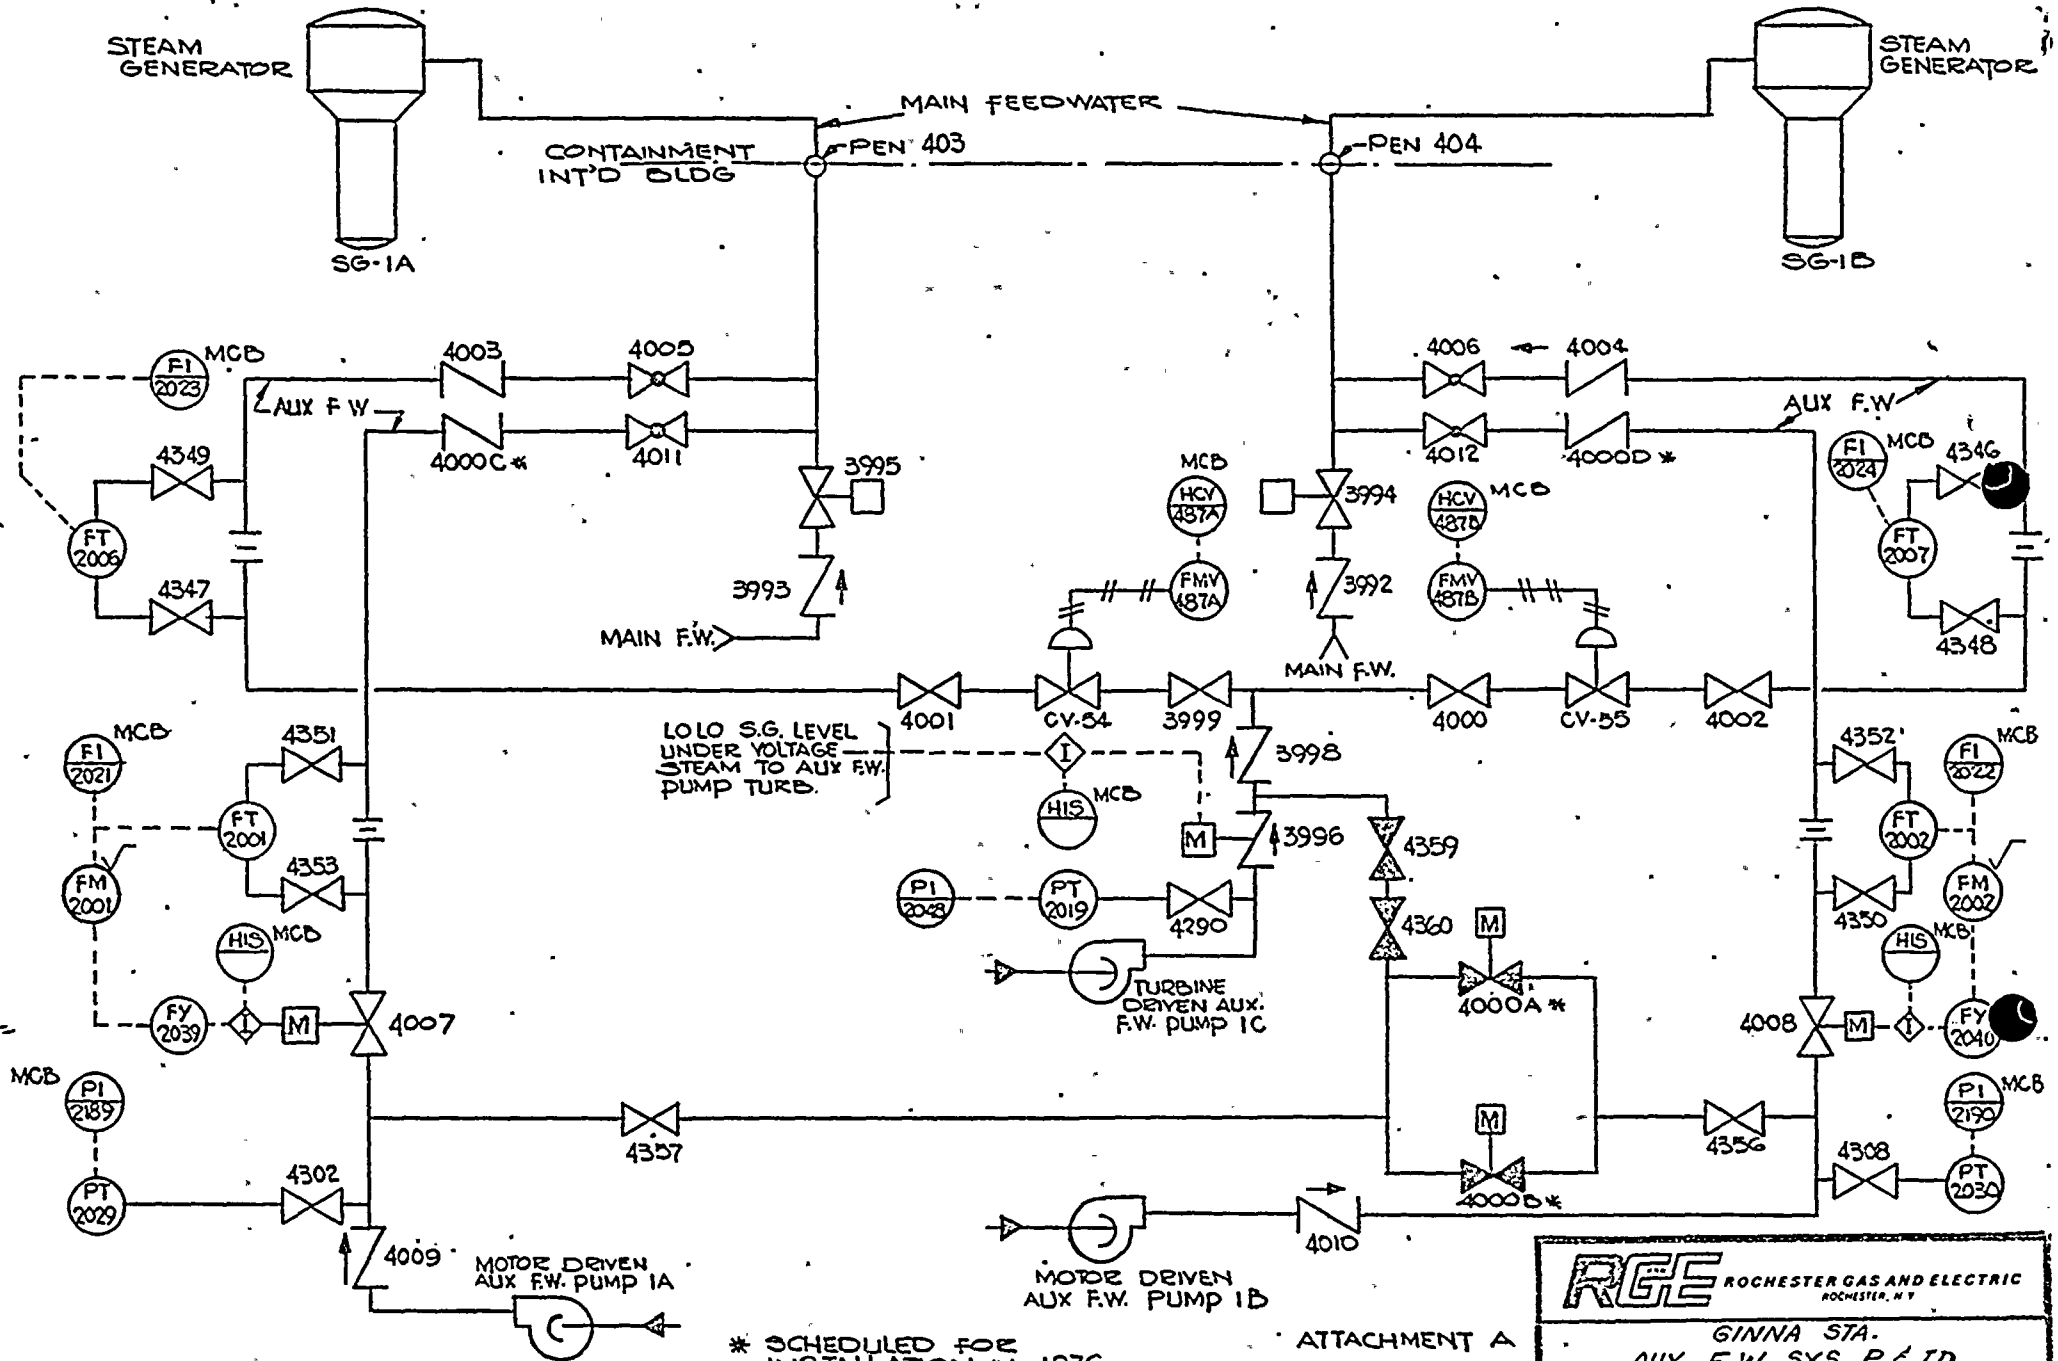 STEAM
GENERATOR
STEAM
GENERATOR
MAIN FEEDWATER
CONTAINMENT
INT'D BLDG
PEN 403
PEN 404
SG-1A
SG-1B
FI
2023
MCB
4003
4005
4006
4004
AUX F W
AUX F.W
4000C*
4011
4012
4000D *
4349
3995
MCB
HCV
487A
3994
HCV
487B
MCB
FI
2024
MCB
4346
FT
2006
FT
2007
4347
3993
FMV
487A
3992
FMV
487B
4348
MAIN F.W.
MAIN F.W.
4001
CV-54
3999
4000
CV-55
4002
FI
2021
MCB
4351
LO LO S.G. LEVEL
UNDER VOLTAGE
STEAM TO AUX F.W.
PUMP TURB.
I
3998
4352
FI
2022
MCB
HIS
MCB
FT
2001
M
3996
4359
FT
2002
4353
FM
2001
PI
PT
2019
4290
4360
M
4350
FM
2002
HIS
MCB
HIS
MCB
TURBINE
DRIVEN AUX.
F.W. PUMP 1C
4000A*
FY
2039
I
M
4007
4008
M
I
FY
2040
MCB
PI
2189
M
PI
2190
MCB
4357
4356
4302
4308
PT
2029
PT
2030
4000B*
4009
4010
MOTOR DRIVEN
AUX F.W. PUMP 1A
MOTOR DRIVEN
AUX F.W. PUMP 1B
RGE ROCHESTER GAS AND ELECTRIC
ROCHESTER, N Y
* SCHEDULED FOR
ATTACHMENT A
GINNA STA.